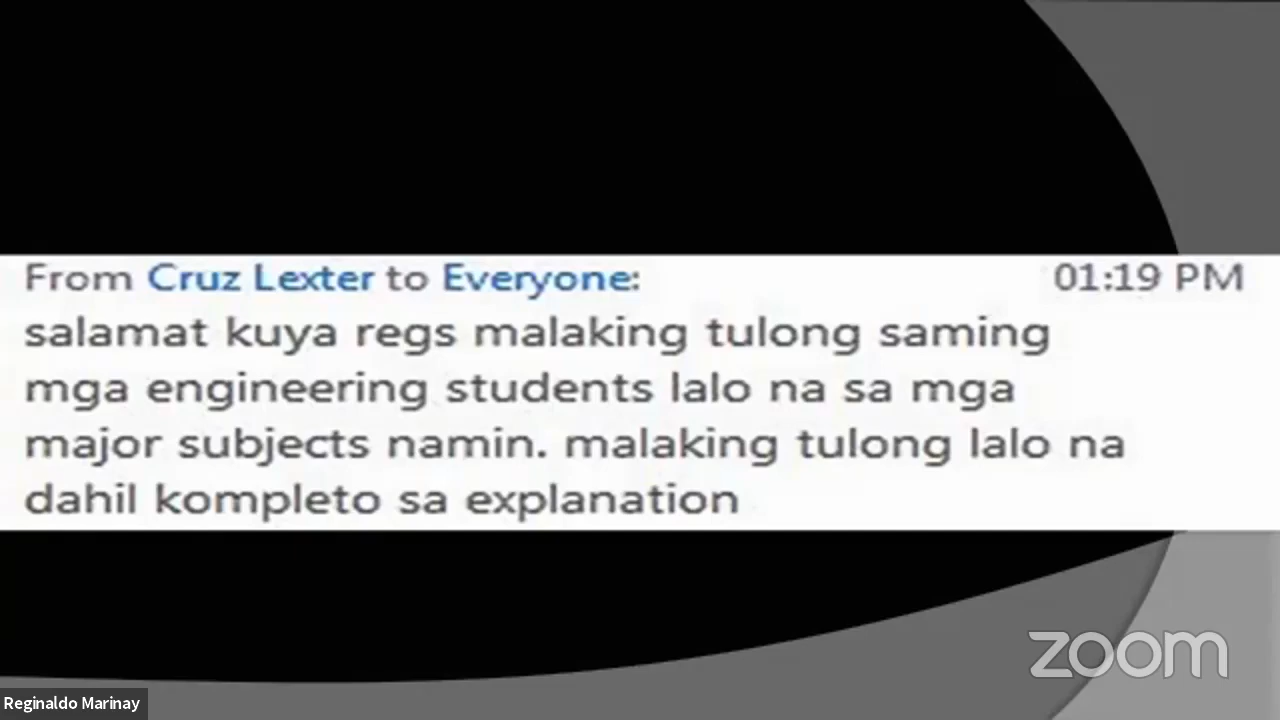 From Cruz Lexter to Everyone: 01:19 PM
salamat kuya regs malaking tulong saming
mga engineering students lalo na sa mga
major subjects namin. malaking tulong lalo na
dahil kompleto sa explanation
zoom
Reginaldo Marinay